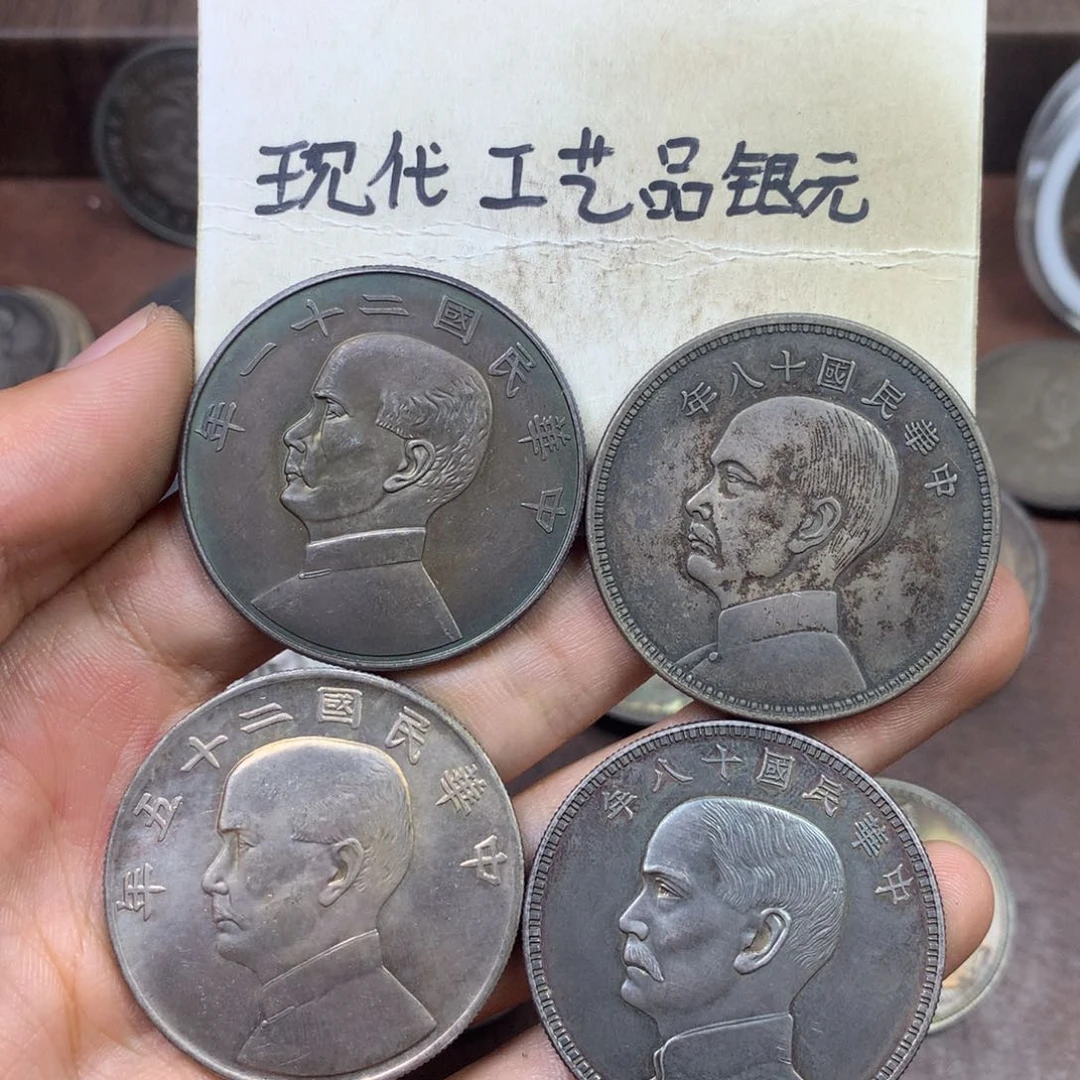 现代工艺品银元
中華民國二十一年
中華民國十八年
中華民國二十五年
中華民國十八年